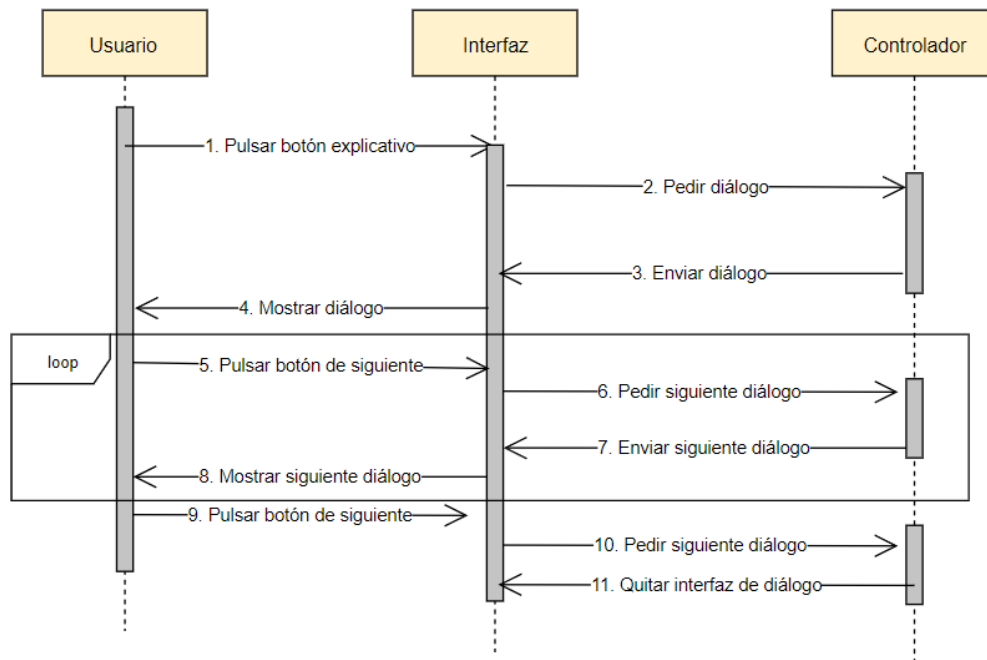 Usuario
Interfaz
Controlador
1. Pulsar botón explicativo
2. Pedir diálogo
3. Enviar diálogo
4. Mostrar diálogo
loop
5. Pulsar botón de siguiente
6. Pedir siguiente diálogo
7. Enviar siguiente diálogo
8. Mostrar siguiente diálogo
9. Pulsar botón de siguiente
10. Pedir siguiente diálogo
11. Quitar interfaz de diálogo